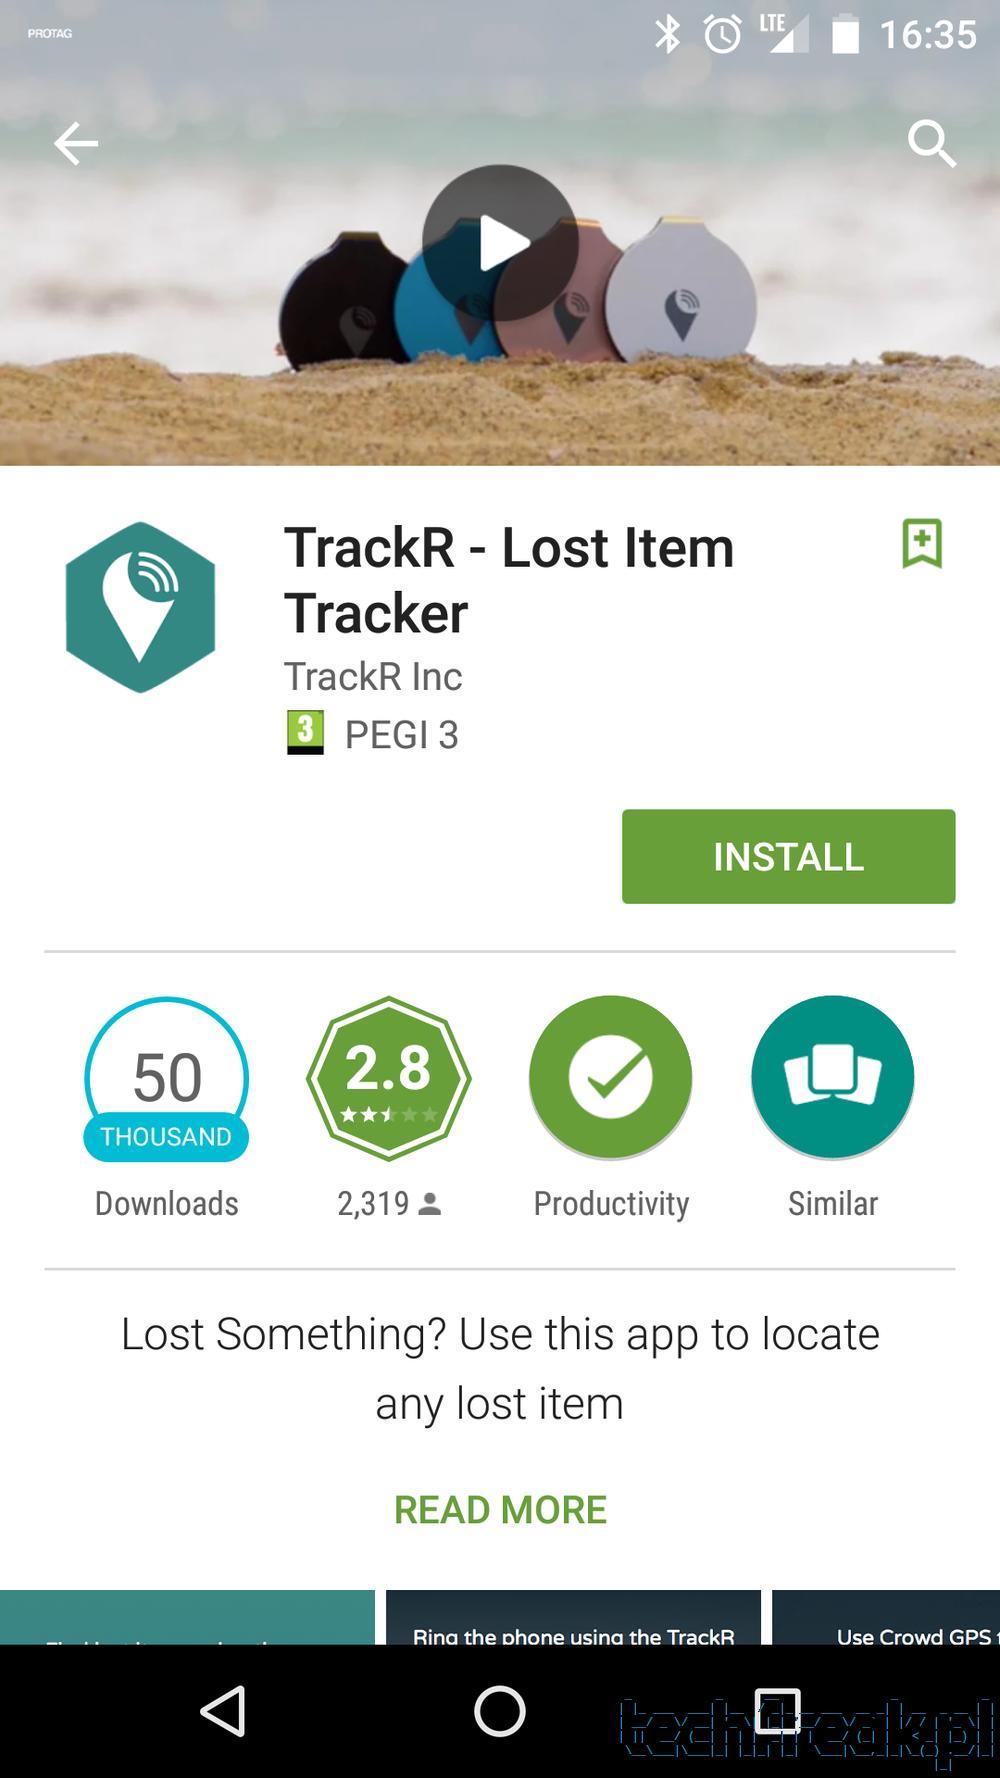 PROTAG
LTE
16:35
TrackR - Lost Item
Tracker
TrackR Inc
3 PEGI 3
INSTALL
50
THOUSAND
2.8
Downloads
2,319
Productivity
Similar
Lost Something? Use this app to locate
any lost item
READ MORE
Ring the phone using the TrackR
Use Crowd GPS
techfreak.pl